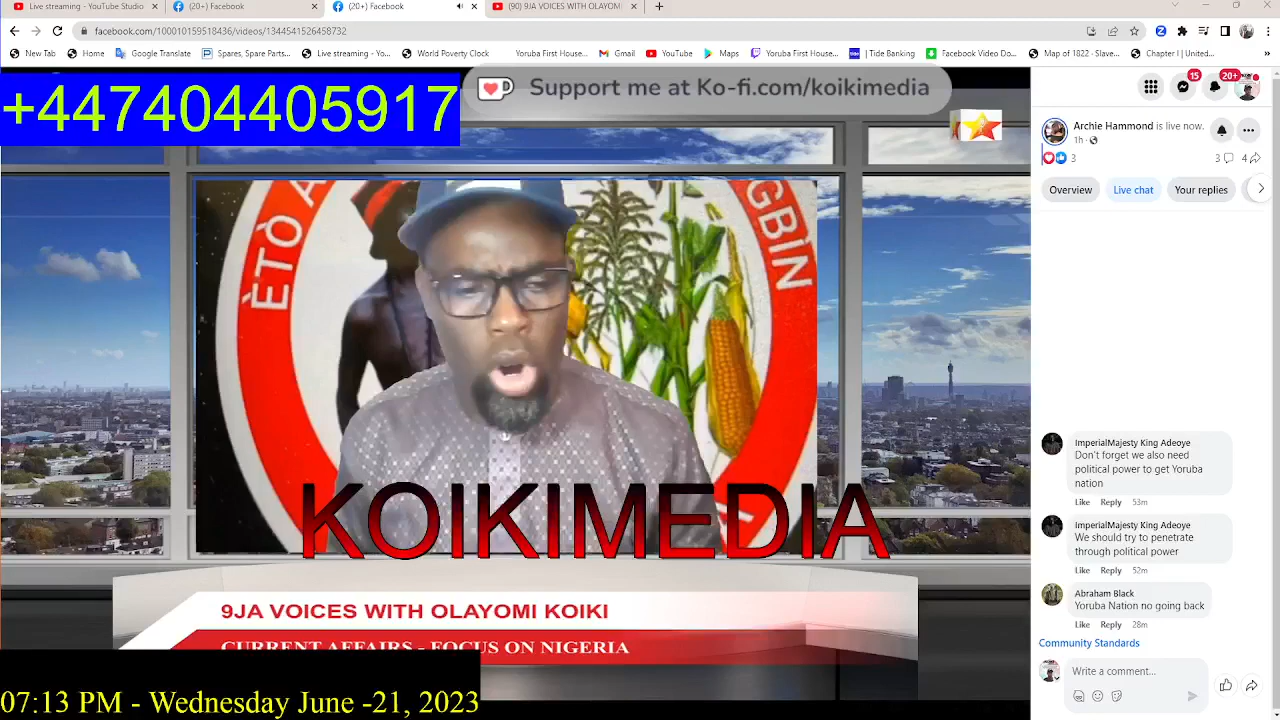 Live streaming - YouTube Studio
(20+) Facebook
(20+) Facebook
(90) 9JA VOICES WITH OLAYOMI
facebook.com/100010159518436/videos/1344541526458732
New Tab
Home
Google Translate
Spares, Spare Parts...
Live streaming - Yo...
World Poverty Clock
Yoruba First House...
Gmail
YouTube
Maps
Yoruba First House...
Tide Banking
Facebook Video Do...
Map of 1822 - Slave...
Chapter I | United...
+447404405917
Support me at Ko-fi.com/koikimedia
ÈTÒ A
GBÌN
KOIKIMEDIA
9JA VOICES WITH OLAYOMI KOIKI
CURRENT AFFAIRS - FOCUS ON NIGERIA
07:13 PM - Wednesday June -21, 2023
15
20+
Archie Hammond is live now.
1h
3
3
4
Overview
Live chat
Your replies
ImperialMajesty King Adeoye
Don't forget we also need
political power to get Yoruba
nation
Like Reply 53m
ImperialMajesty King Adeoye
We should try to penetrate
through political power
Like Reply 52m
Abraham Black
Yoruba Nation no going back
Like Reply 28m
Community Standards
Write a comment...